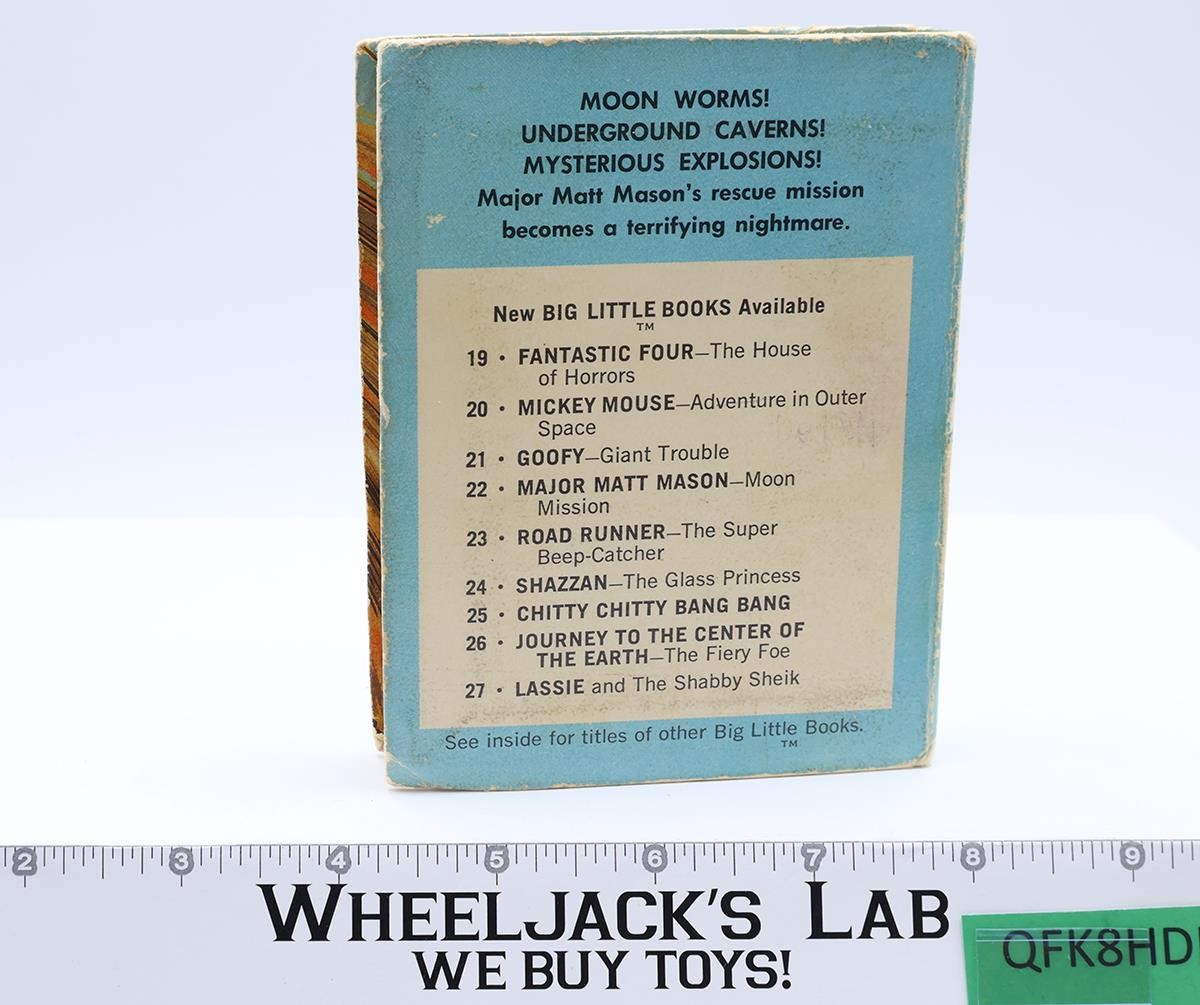 MOON WORMS!
UNDERGROUND CAVERNS!
MYSTERIOUS EXPLOSIONS!
Major Matt Mason's rescue mission
becomes a terrifying nightmare.
New BIG LITTLE BOOKS Available
TM
19 • FANTASTIC FOUR—The House
of Horrors
20 • MICKEY MOUSE—Adventure in Outer
Space
21 • GOOFY—Giant Trouble
22 • MAJOR MATT MASON—Moon
Mission
23 • ROAD RUNNER—The Super
Beep-Catcher
24 • SHAZZAN—The Glass Princess
25 • CHITTY CHITTY BANG BANG
26 • JOURNEY TO THE CENTER OF
THE EARTH—The Fiery Foe
27 • LASSIE and The Shabby Sheik
See inside for titles of other Big Little Books.
TM
2 3 4 5 6 7 8 9
WHEELJACK'S LAB
WE BUY TOYS!
QFK8HD